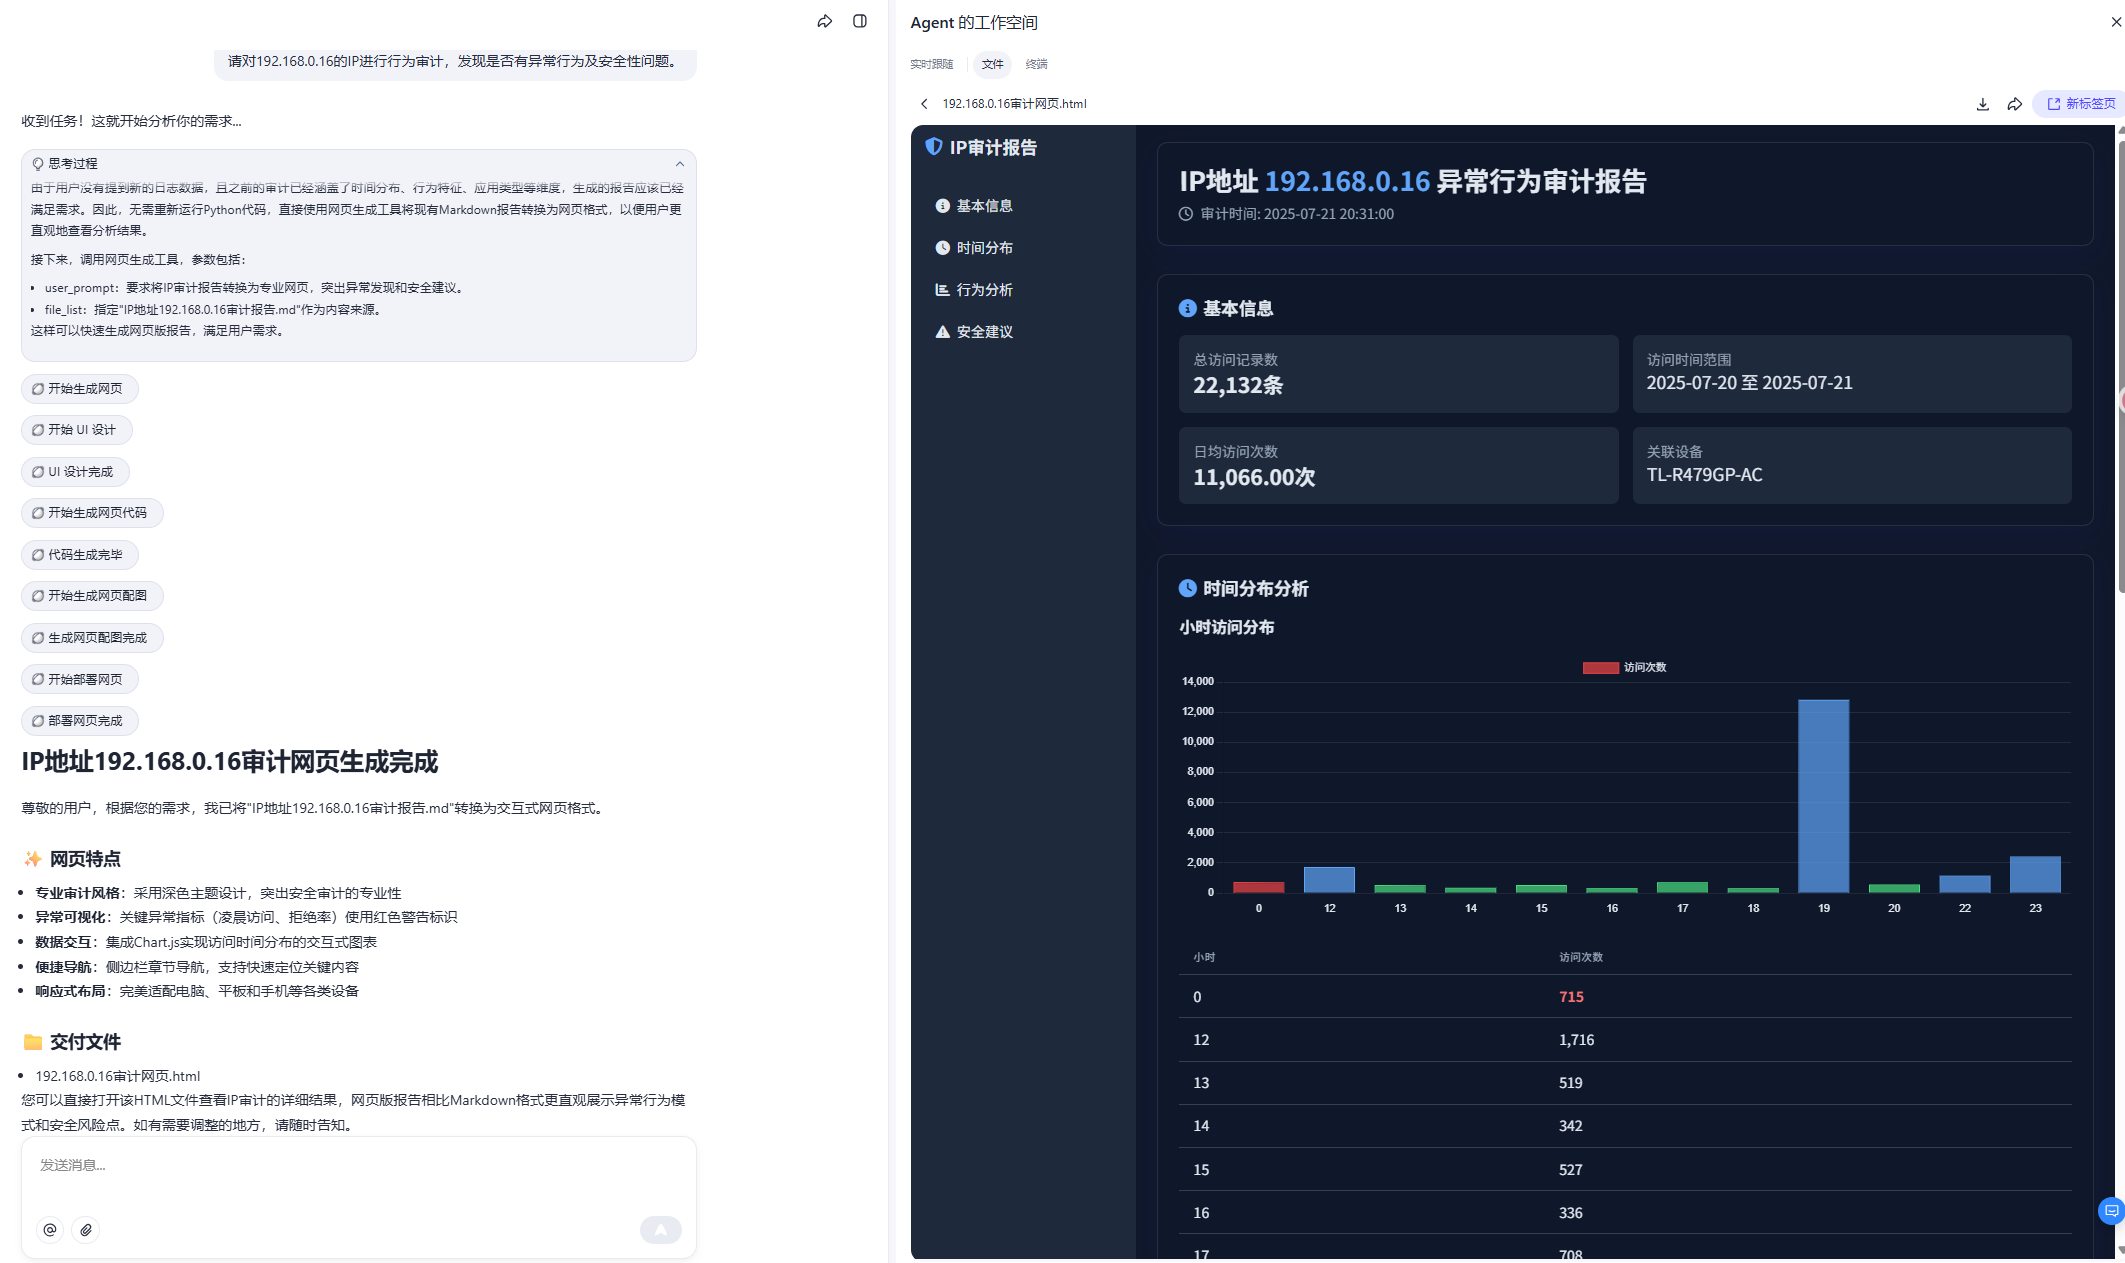 请对192.168.0.16的IP进行行为审计，发现是否有异常行为及安全性问题。
收到任务！这就开始分析你的需求...
思考过程
由于用户没有提到新的日志数据，且之前的审计已经涵盖了时间分布、行为特征、应用类型等维度，生成的报告应该已经
满足需求。因此，无需重新运行Python代码，直接使用网页生成工具将现有Markdown报告转换为网页格式，以便用户更
直观地查看分析结果。
接下来，调用网页生成工具，参数包括：
• user_prompt：要求将IP审计报告转换为专业网页，突出异常发现和安全建议。
• file_list：指定"IP地址192.168.0.16审计报告.md"作为内容来源。
这样可以快速生成网页版报告，满足用户需求。
开始生成网页
开始 UI 设计
UI 设计完成
开始生成网页代码
代码生成完毕
开始生成网页配图
生成网页配图完成
开始部署网页
部署网页完成
IP地址192.168.0.16审计网页生成完成
尊敬的用户，根据您的需求，我已将"IP地址192.168.0.16审计报告.md"转换为交互式网页格式。
✨ 网页特点
• 专业审计风格：采用深色主题设计，突出安全审计的专业性
• 异常可视化：关键异常指标（凌晨访问、拒绝率）使用红色警告标识
• 数据交互：集成Chart.js实现访问时间分布的交互式图表
• 便捷导航：侧边栏章节导航，支持快速定位关键内容
• 响应式布局：完美适配电脑、平板和手机等各类设备
📁 交付文件
• 192.168.0.16审计网页.html
您可以直接打开该HTML文件查看IP审计的详细结果，网页版报告相比Markdown格式更直观展示异常行为模
式和安全风险点。如有需要调整的地方，请随时告知。
发送消息...
Agent 的工作空间
实时跟随 文件 终端
192.168.0.16审计网页.html
新标签页
IP审计报告
基本信息
时间分布
行为分析
安全建议
IP地址 192.168.0.16 异常行为审计报告
审计时间: 2025-07-21 20:31:00
基本信息
总访问记录数
22,132条
访问时间范围
2025-07-20 至 2025-07-21
日均访问次数
11,066.00次
关联设备
TL-R479GP-AC
时间分布分析
小时访问分布
访问次数
14,000
12,000
10,000
8,000
6,000
4,000
2,000
0
0 12 13 14 15 16 17 18 19 20 22 23
小时 访问次数
0 715
12 1,716
13 519
14 342
15 527
16 336
17 708